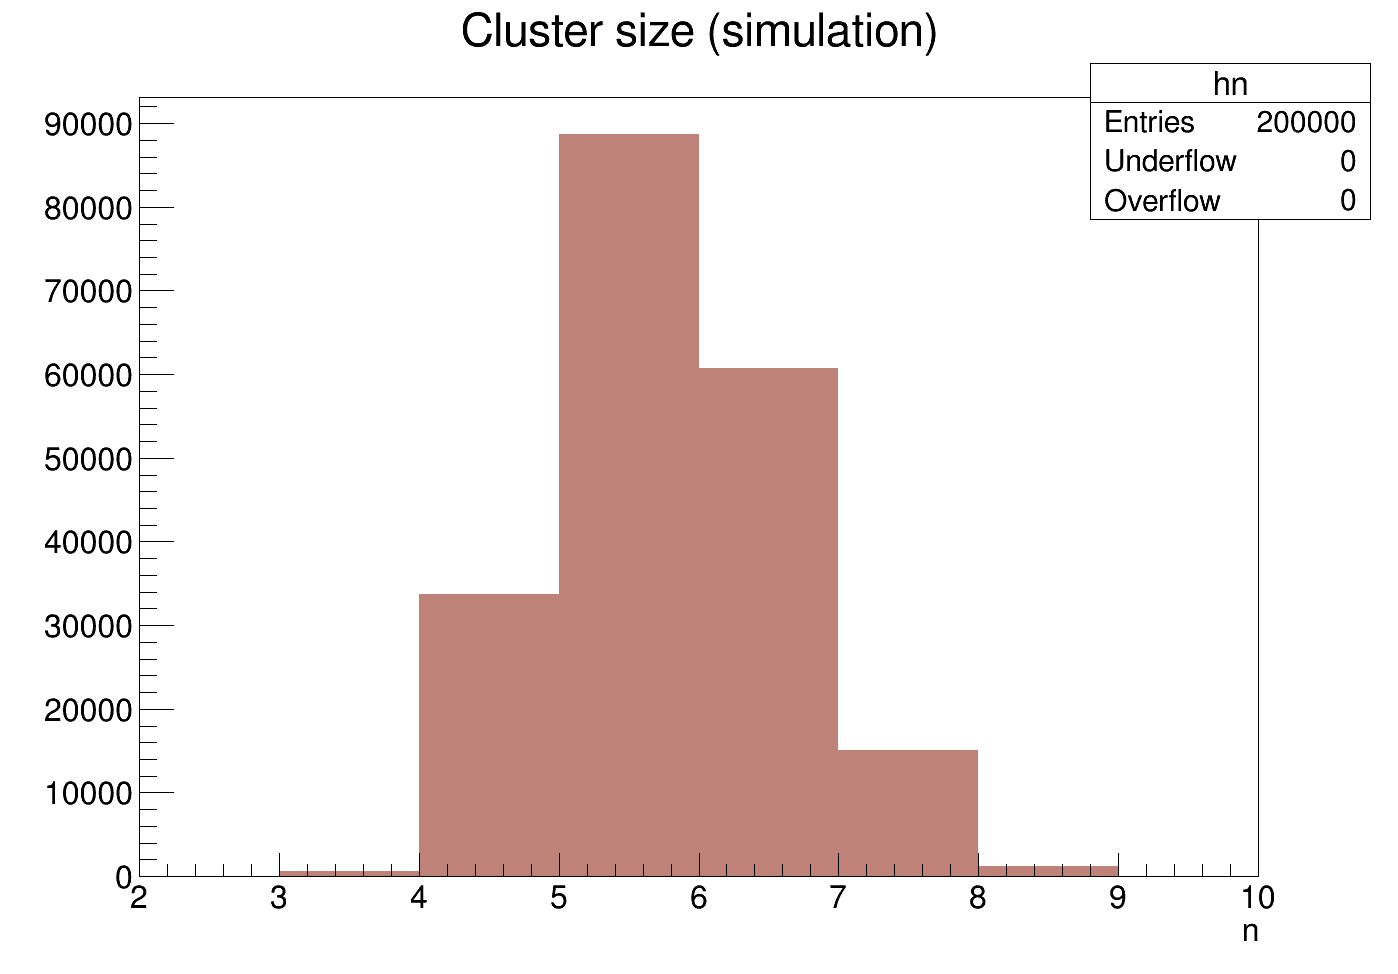 Cluster size (simulation)
hn
Entries 200000
Underflow 0
Overflow 0
90000
80000
70000
60000
50000
40000
30000
20000
10000
0
2 3 4 5 6 7 8 9 10
n